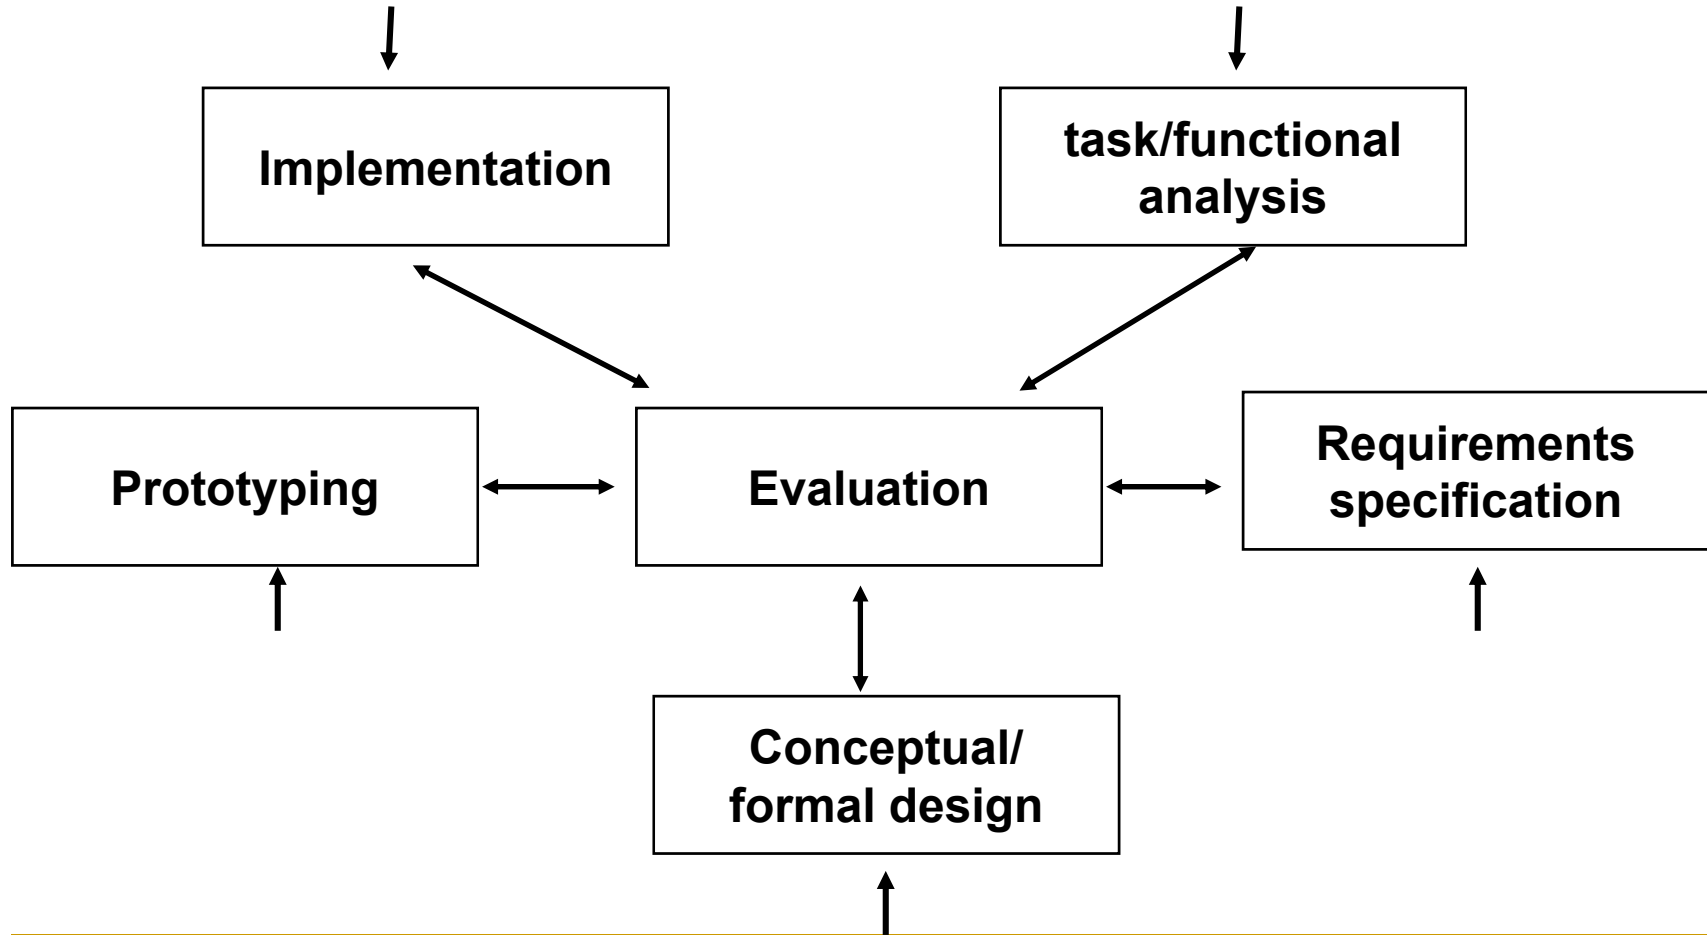 Implementation
task/functional
analysis
Prototyping
Evaluation
Requirements
specification
Conceptual/
formal design